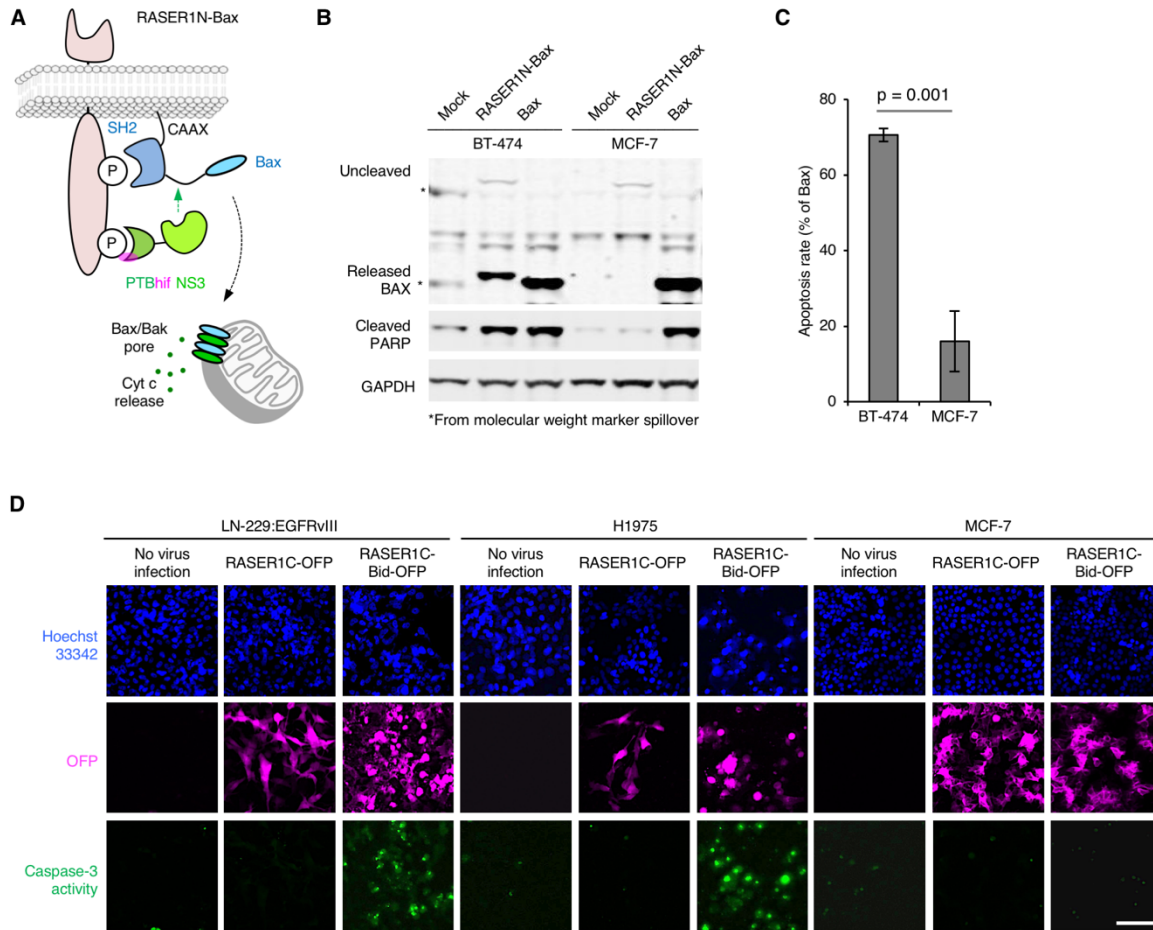 A
RASER1N-Bax
SH2
CAAX
Bax
P
P
PTBhif NS3
Bax/Bak
pore
Cyt c
release
B
Mock
RASER1N-Bax
Bax
Mock
RASER1N-Bax
Bax
BT-474
MCF-7
Uncleaved
*
Released
BAX
*
Cleaved
PARP
GAPDH
*From molecular weight marker spillover
C
p = 0.001
Apoptosis rate (% of Bax)
80
60
40
20
0
BT-474
MCF-7
D
LN-229:EGFRvIII
H1975
MCF-7
No virus
infection
RASER1C-OFP
RASER1C-
Bid-OFP
No virus
infection
RASER1C-OFP
RASER1C-
Bid-OFP
No virus
infection
RASER1C-OFP
RASER1C-
Bid-OFP
Hoechst
33342
OFP
Caspase-3
activity